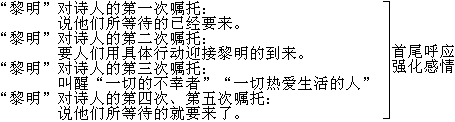 “黎明”对诗人的第一次嘱托：
说他们所等待的已经要来。
“黎明”对诗人的第二次嘱托：
要人们用具体行动迎接黎明的到来。
“黎明”对诗人的第三次嘱托：
叫醒“一切的不幸者”“一切热爱生活的人”
“黎明”对诗人的第四次、第五次嘱托：
说他们所等待的就要来了。
首尾呼应
强化感情